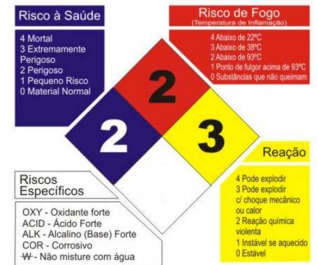 Risco à Saúde
4 Mortal
3 Extremamente
Perigoso
2 Perigoso
1 Pequeno Risco
0 Material Normal
Risco de Fogo
(Temperatura de Inflamação)
4 Abaixo de 22ºC
3 Abaixo de 38ºC
2 Abaixo de 93ºC
1 Ponto de fulgor acima de 93ºC
0 Substâncias que não queimam
2
2
3
Reação
4 Pode explodir
3 Pode explodir
c/ choque mecânico
ou calor
2 Reação química
violenta
1 Instável se aquecido
0 Estável
Riscos
Específicos
OXY - Oxidante forte
ACID - Ácido Forte
ALK - Alcalino (Base) Forte
COR - Corrosivo
W - Não misture com água